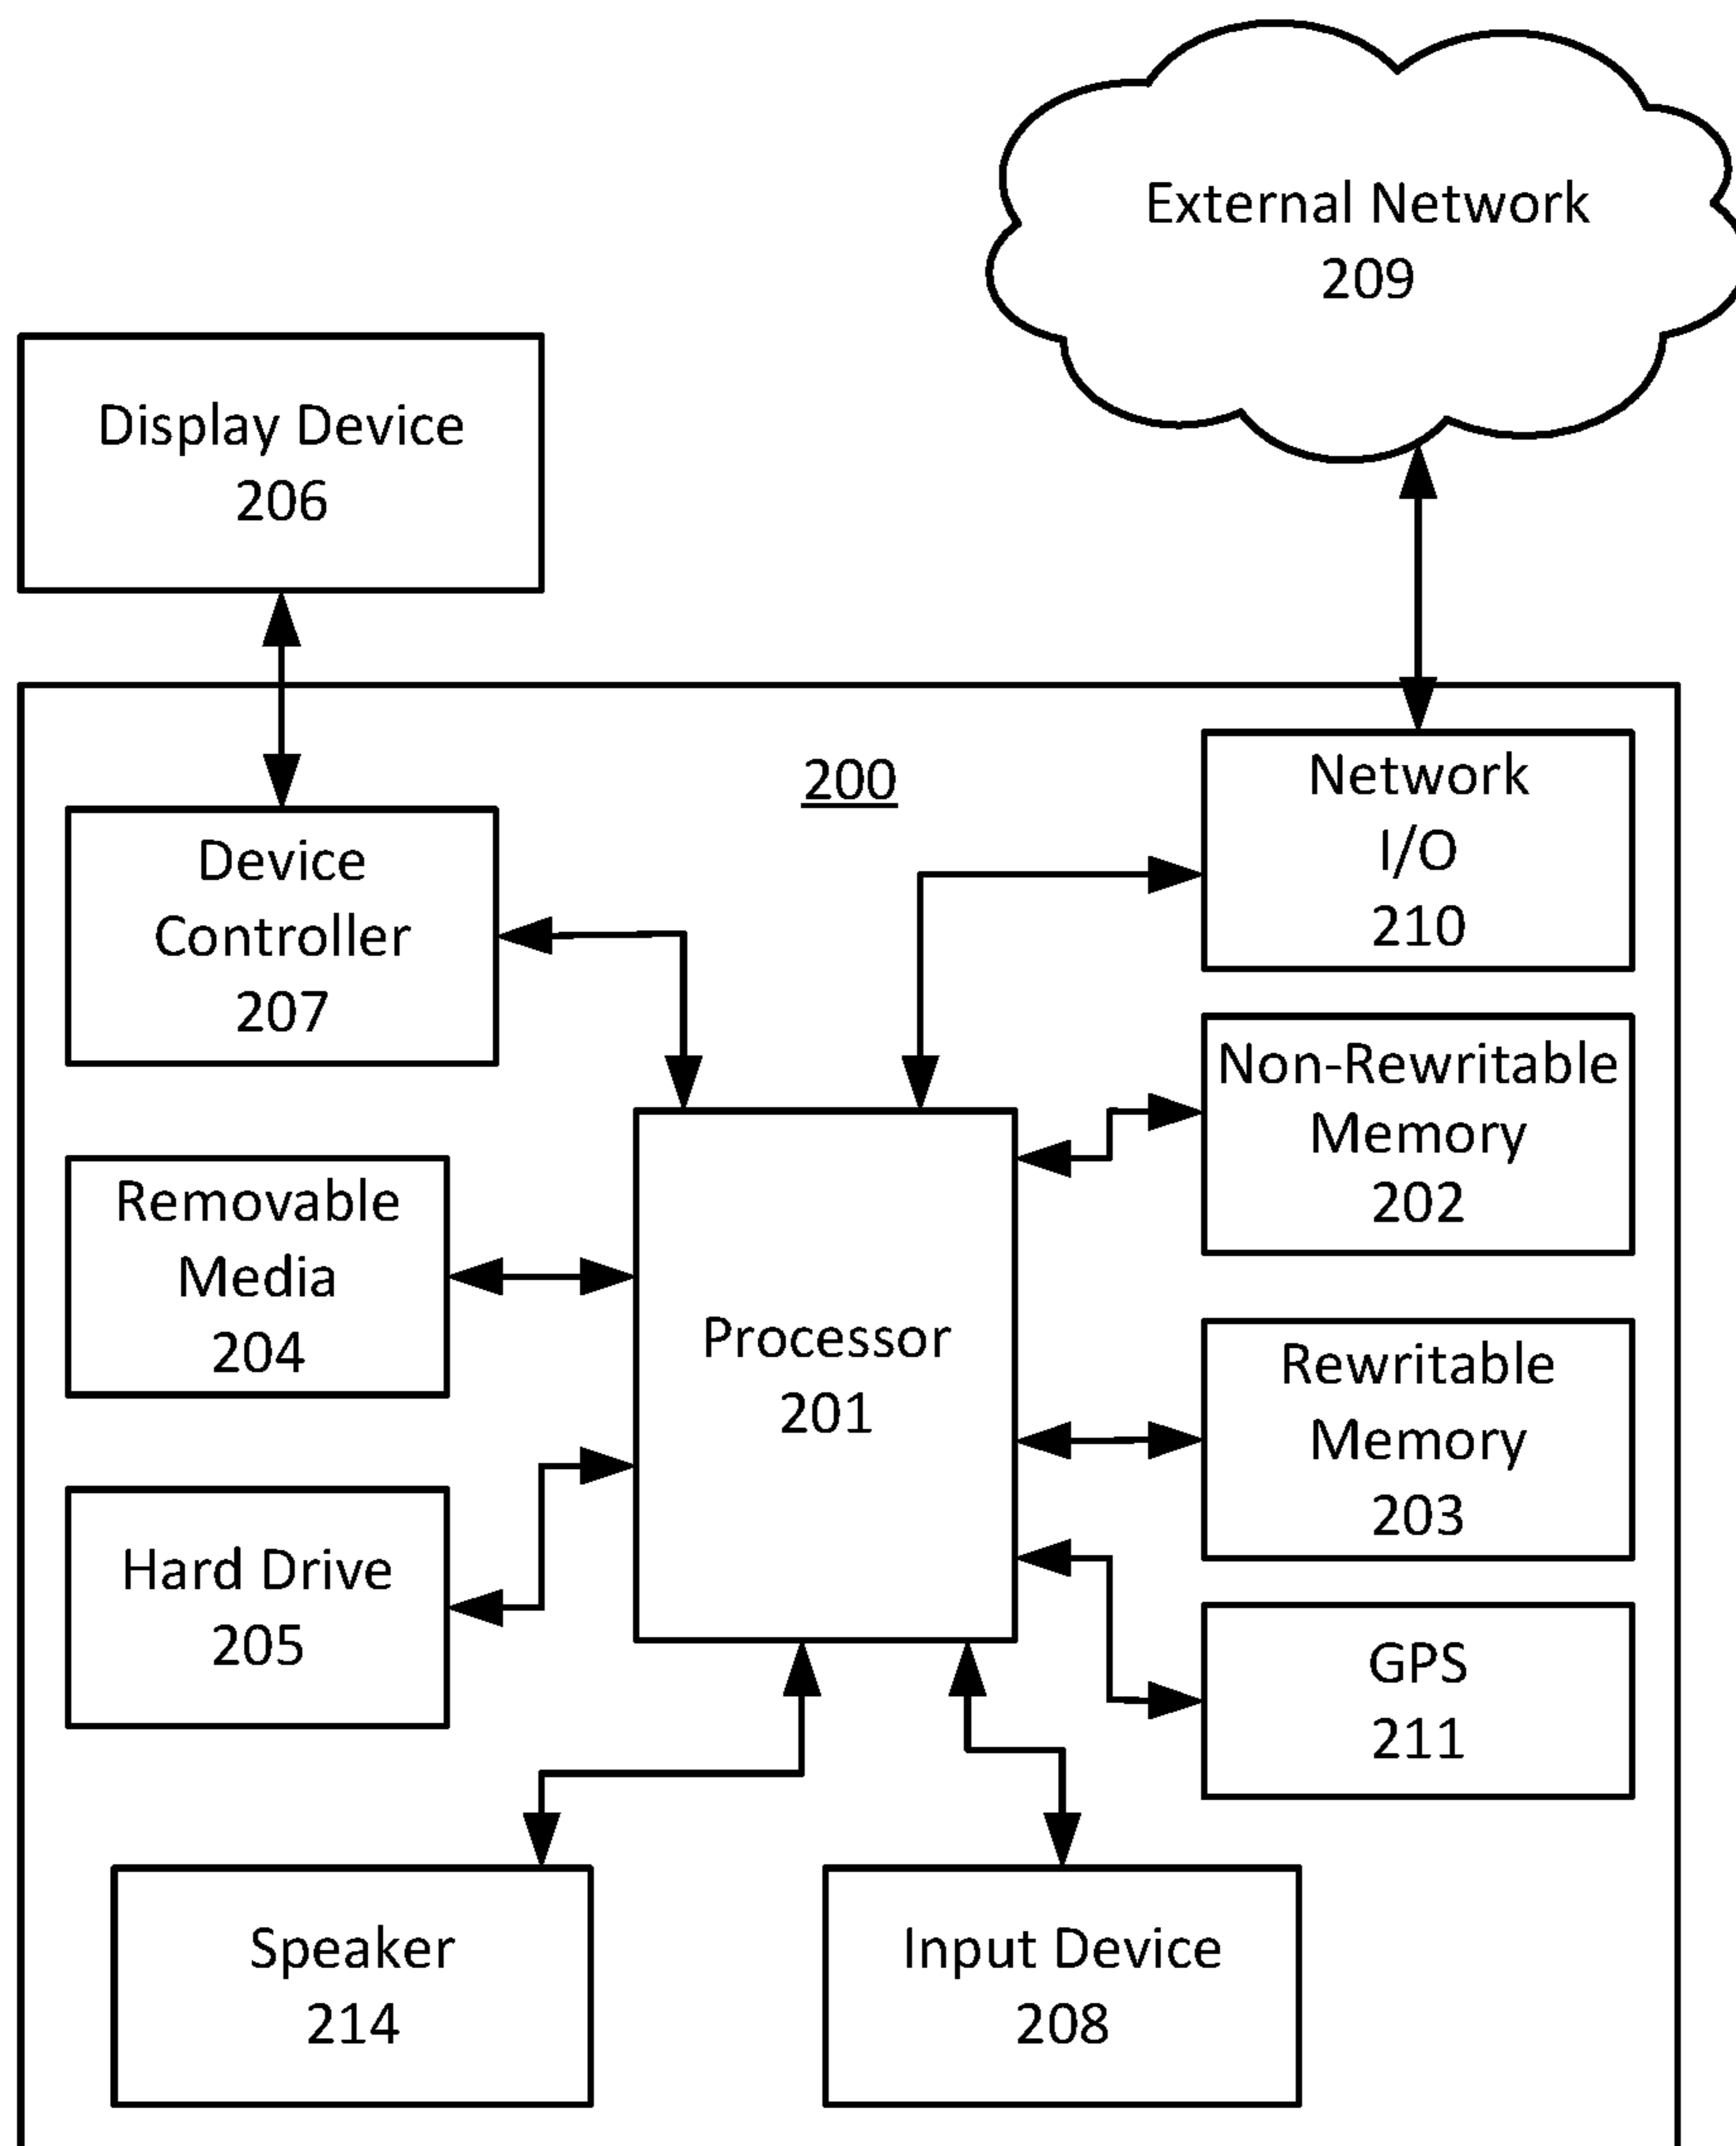 External Network
209
Display Device
206
200
Network
I/O
210
Device
Controller
207
Non-Rewritable
Memory
202
Removable
Media
204
Processor
201
Rewritable
Memory
203
Hard Drive
205
GPS
211
Speaker
214
Input Device
208